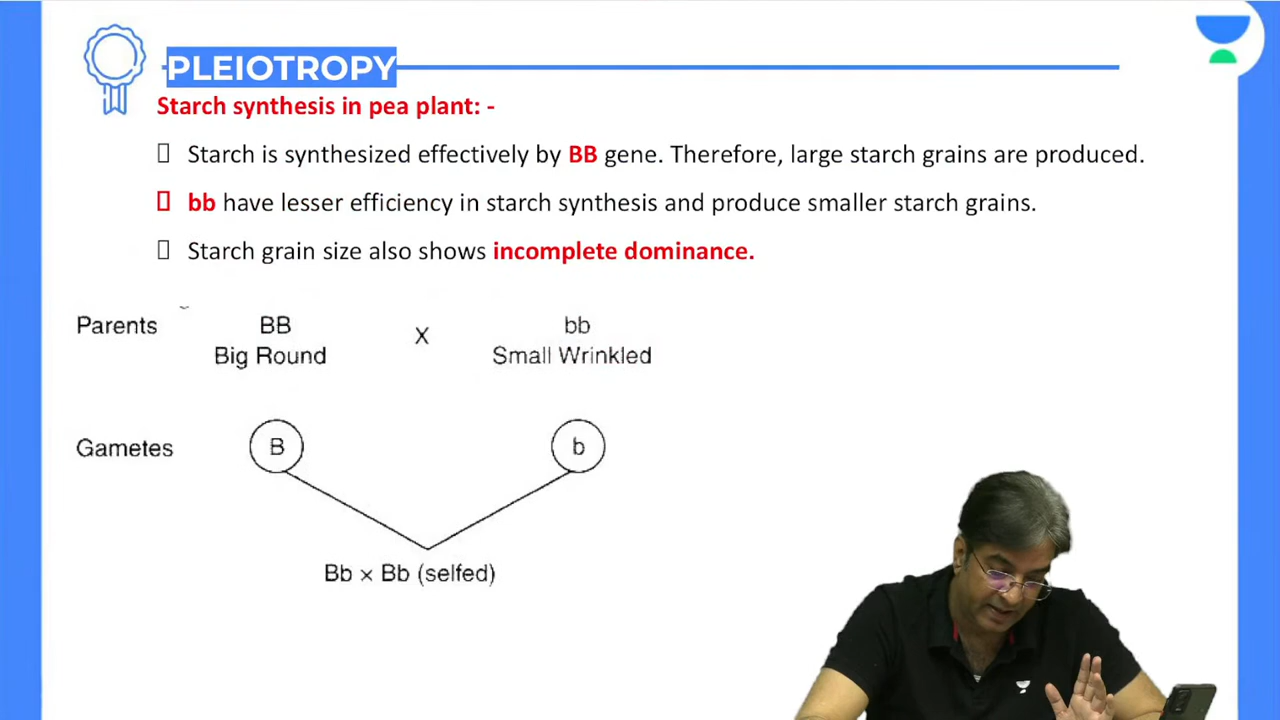 PLEIOTROPY
Starch synthesis in pea plant: -
Starch is synthesized effectively by BB gene. Therefore, large starch grains are produced.
bb have lesser efficiency in starch synthesis and produce smaller starch grains.
Starch grain size also shows incomplete dominance.
Parents BB X bb
Big Round Small Wrinkled
Gametes B b
Bb × Bb (selfed)